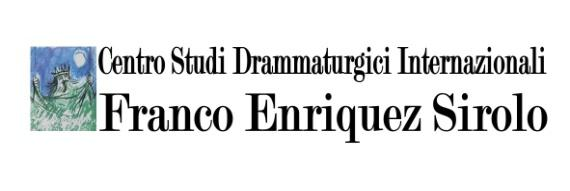 Centro Studi Drammaturgici Internazionali
Franco Enriquez Sirolo